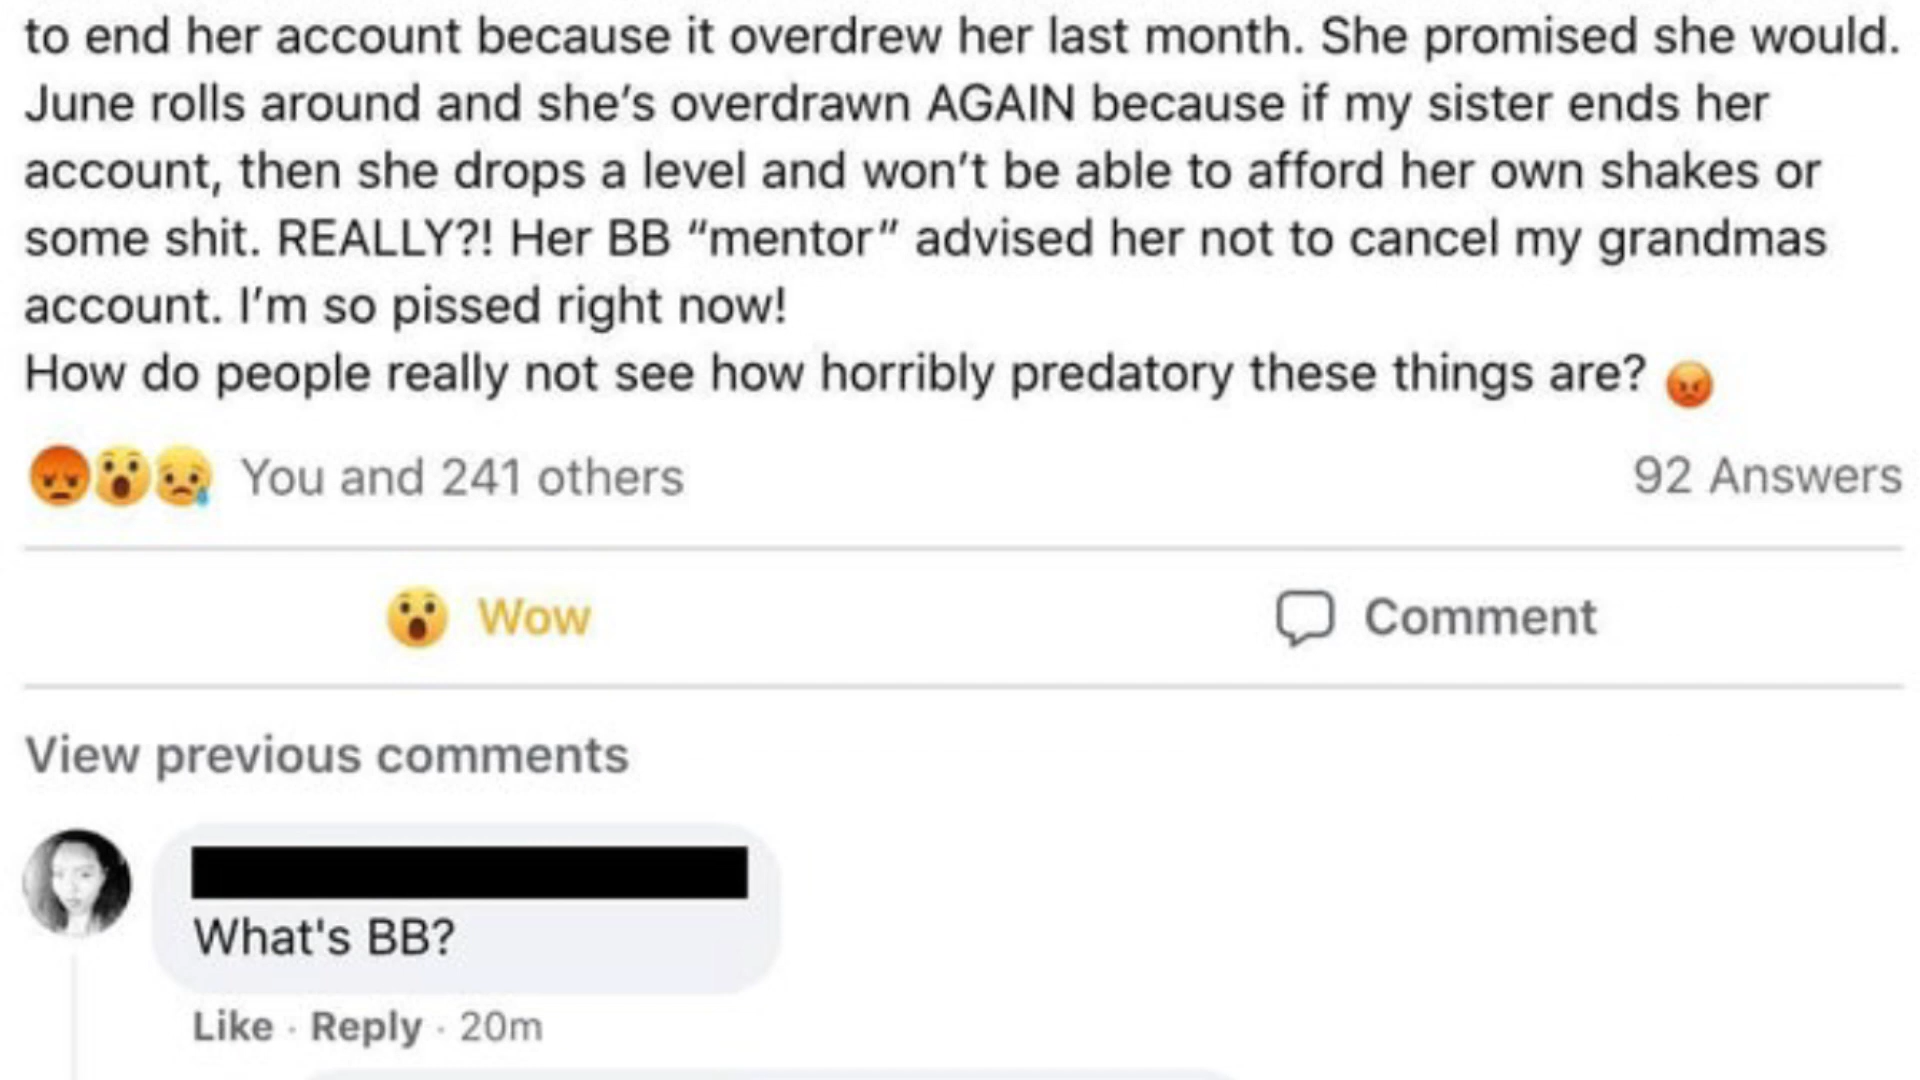 to end her account because it overdrew her last month. She promised she would.
June rolls around and she’s overdrawn AGAIN because if my sister ends her
account, then she drops a level and won’t be able to afford her own shakes or
some shit. REALLY?! Her BB “mentor” advised her not to cancel my grandmas
account. I’m so pissed right now!
How do people really not see how horribly predatory these things are? 😡
You and 241 others
92 Answers
Wow
Comment
View previous comments
What's BB?
Like · Reply · 20m